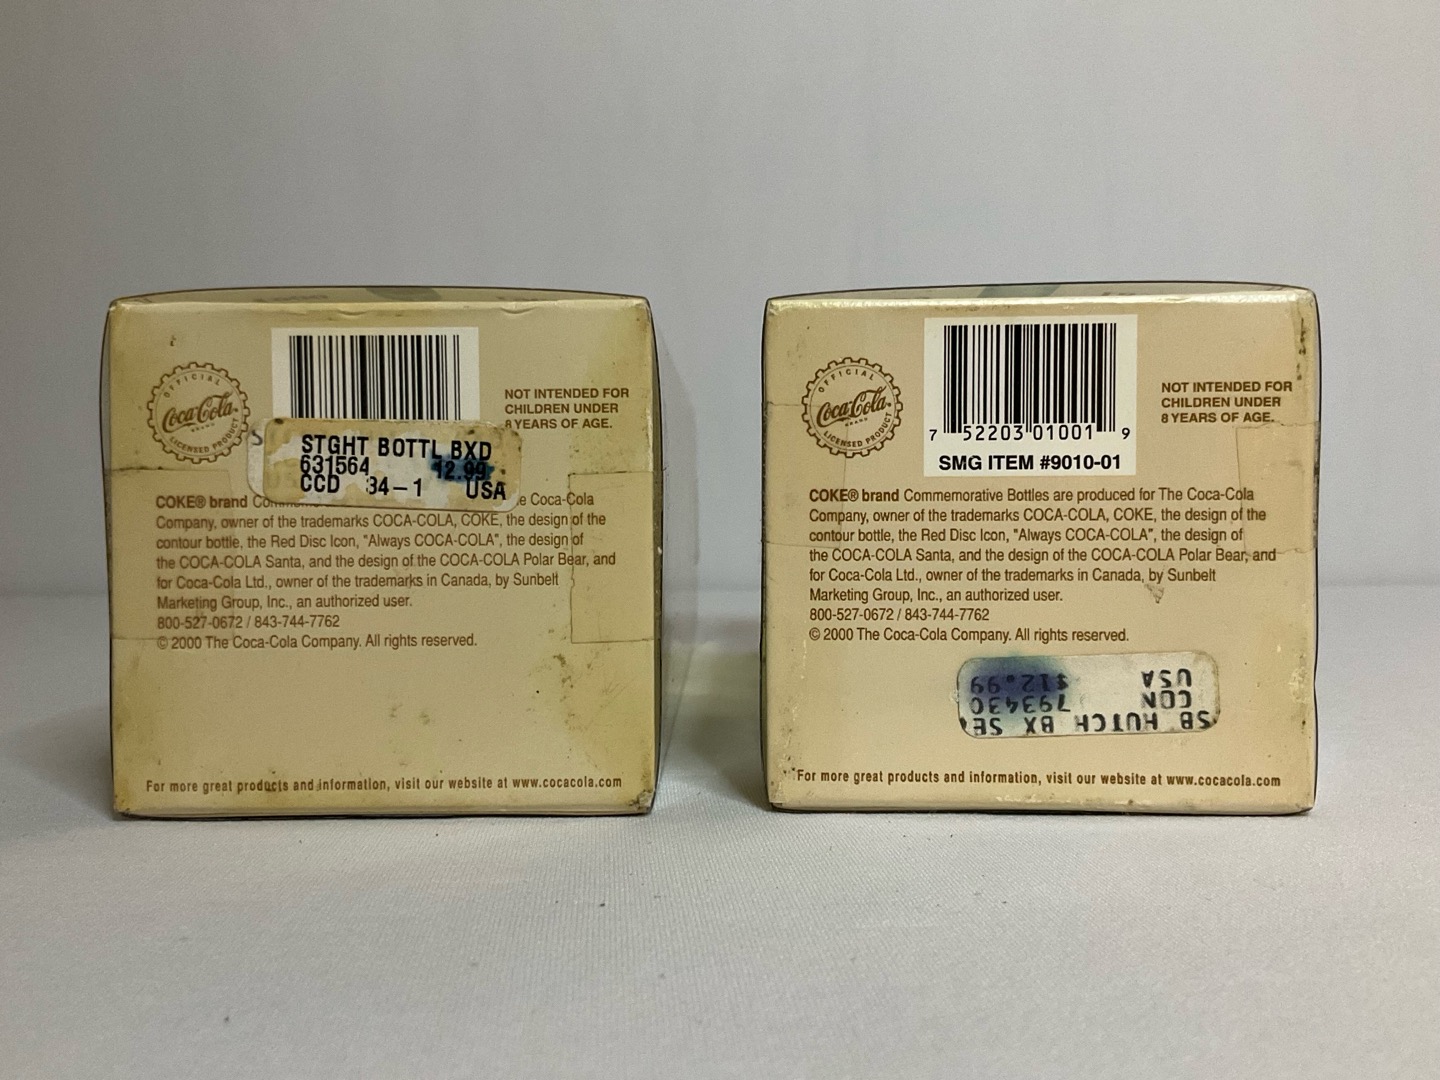 OFFICIAL
Coca-Cola
BRAND
LICENSED PRODUCT
NOT INTENDED FOR
CHILDREN UNDER
8 YEARS OF AGE.
STGHT BOTTL BXD
631564 12.99
CCD 34-1 USA
COKE® brand e Coca-Cola
Company, owner of the trademarks COCA-COLA, COKE, the design of the
contour bottle, the Red Disc Icon, "Always COCA-COLA", the design of
the COCA-COLA Santa, and the design of the COCA-COLA Polar Bear, and
for Coca-Cola Ltd., owner of the trademarks in Canada, by Sunbelt
Marketing Group, Inc., an authorized user.
800-527-0672 / 843-744-7762
© 2000 The Coca-Cola Company. All rights reserved.
For more great products and information, visit our website at www.cocacola.com
OFFICIAL
Coca-Cola
BRAND
LICENSED PRODUCT
7 52203 01001 9
SMG ITEM #9010-01
NOT INTENDED FOR
CHILDREN UNDER
8 YEARS OF AGE.
COKE® brand Commemorative Bottles are produced for The Coca-Cola
Company, owner of the trademarks COCA-COLA, COKE, the design of the
contour bottle, the Red Disc Icon, "Always COCA-COLA", the design of
the COCA-COLA Santa, and the design of the COCA-COLA Polar Bear, and
for Coca-Cola Ltd., owner of the trademarks in Canada, by Sunbelt
Marketing Group, Inc., an authorized user.
800-527-0672 / 843-744-7762
© 2000 The Coca-Cola Company. All rights reserved.
SB HUTCH BX SE
CON 793430
USA $12.99
For more great products and information, visit our website at www.cocacola.com